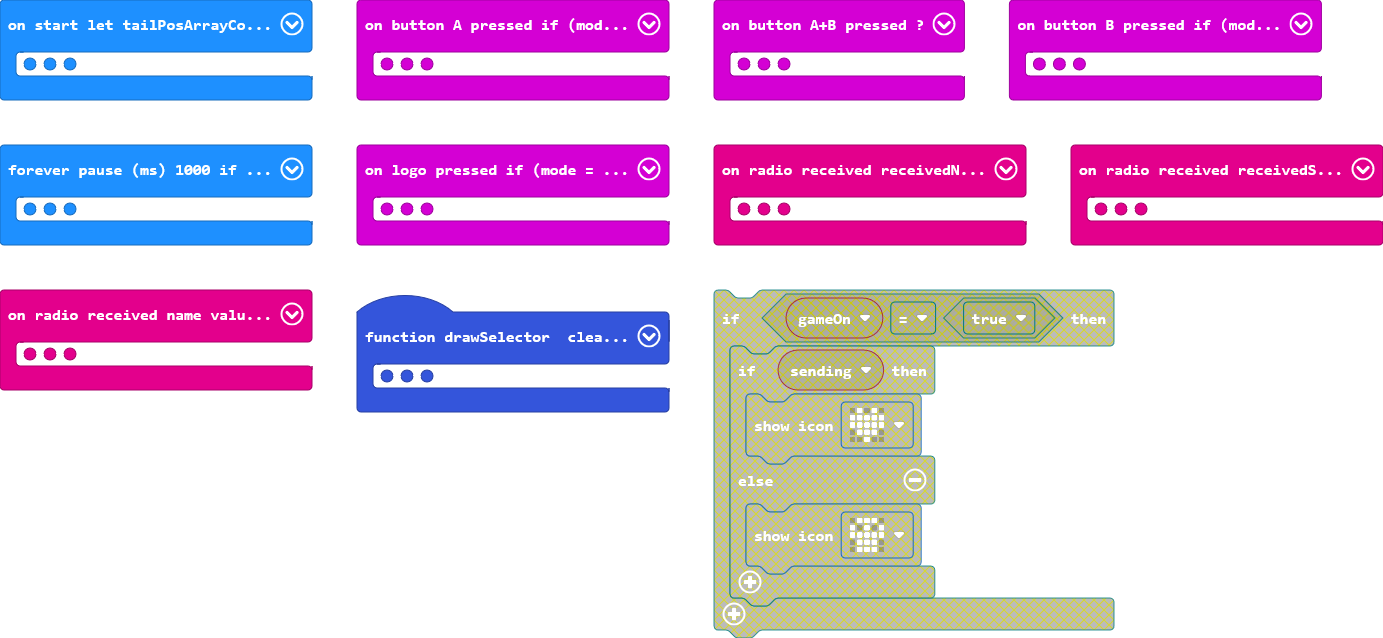 on start let tailPosArrayCo...
on button A pressed if (mod...
on button A+B pressed ?
on button B pressed if (mod...
forever pause (ms) 1000 if ...
on logo pressed if (mode = ...
on radio received receivedN...
on radio received receivedS...
on radio received name valu...
function drawSelector  clea...
if gameOn = true then
if sending then
show icon
else
show icon